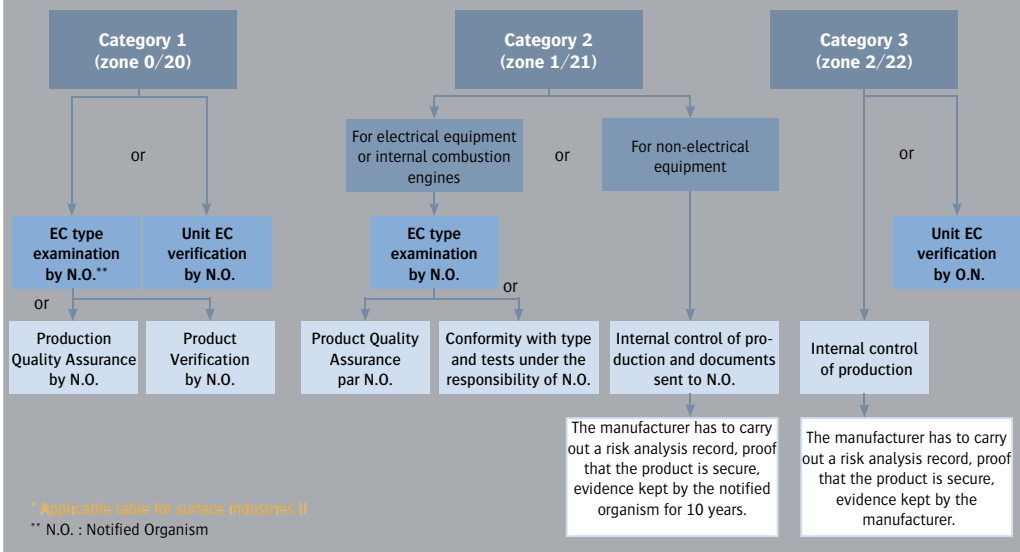 Category 1
(zone 0/20)
Category 2
(zone 1/21)
Category 3
(zone 2/22)
or
For electrical equipment
or internal combustion
engines
or
For non-electrical
equipment
or
EC type
examination
by N.O.**
Unit EC
verification
by N.O.
EC type
examination
by N.O.
Unit EC
verification
by O.N.
or
or
Production
Quality Assurance
by N.O.
Product
Verification
by N.O.
Product Quality
Assurance
par N.O.
Conformity with type
and tests under the
responsibility of N.O.
Internal control of pro-
duction and documents
sent to N.O.
Internal control
of production
The manufacturer has to carry
out a risk analysis record, proof
that the product is secure,
evidence kept by the notified
organism for 10 years.
The manufacturer has to carry
out a risk analysis record, proof
that the product is secure,
evidence kept by the
manufacturer.
* Applicable table for surface industries II
** N.O. : Notified Organism